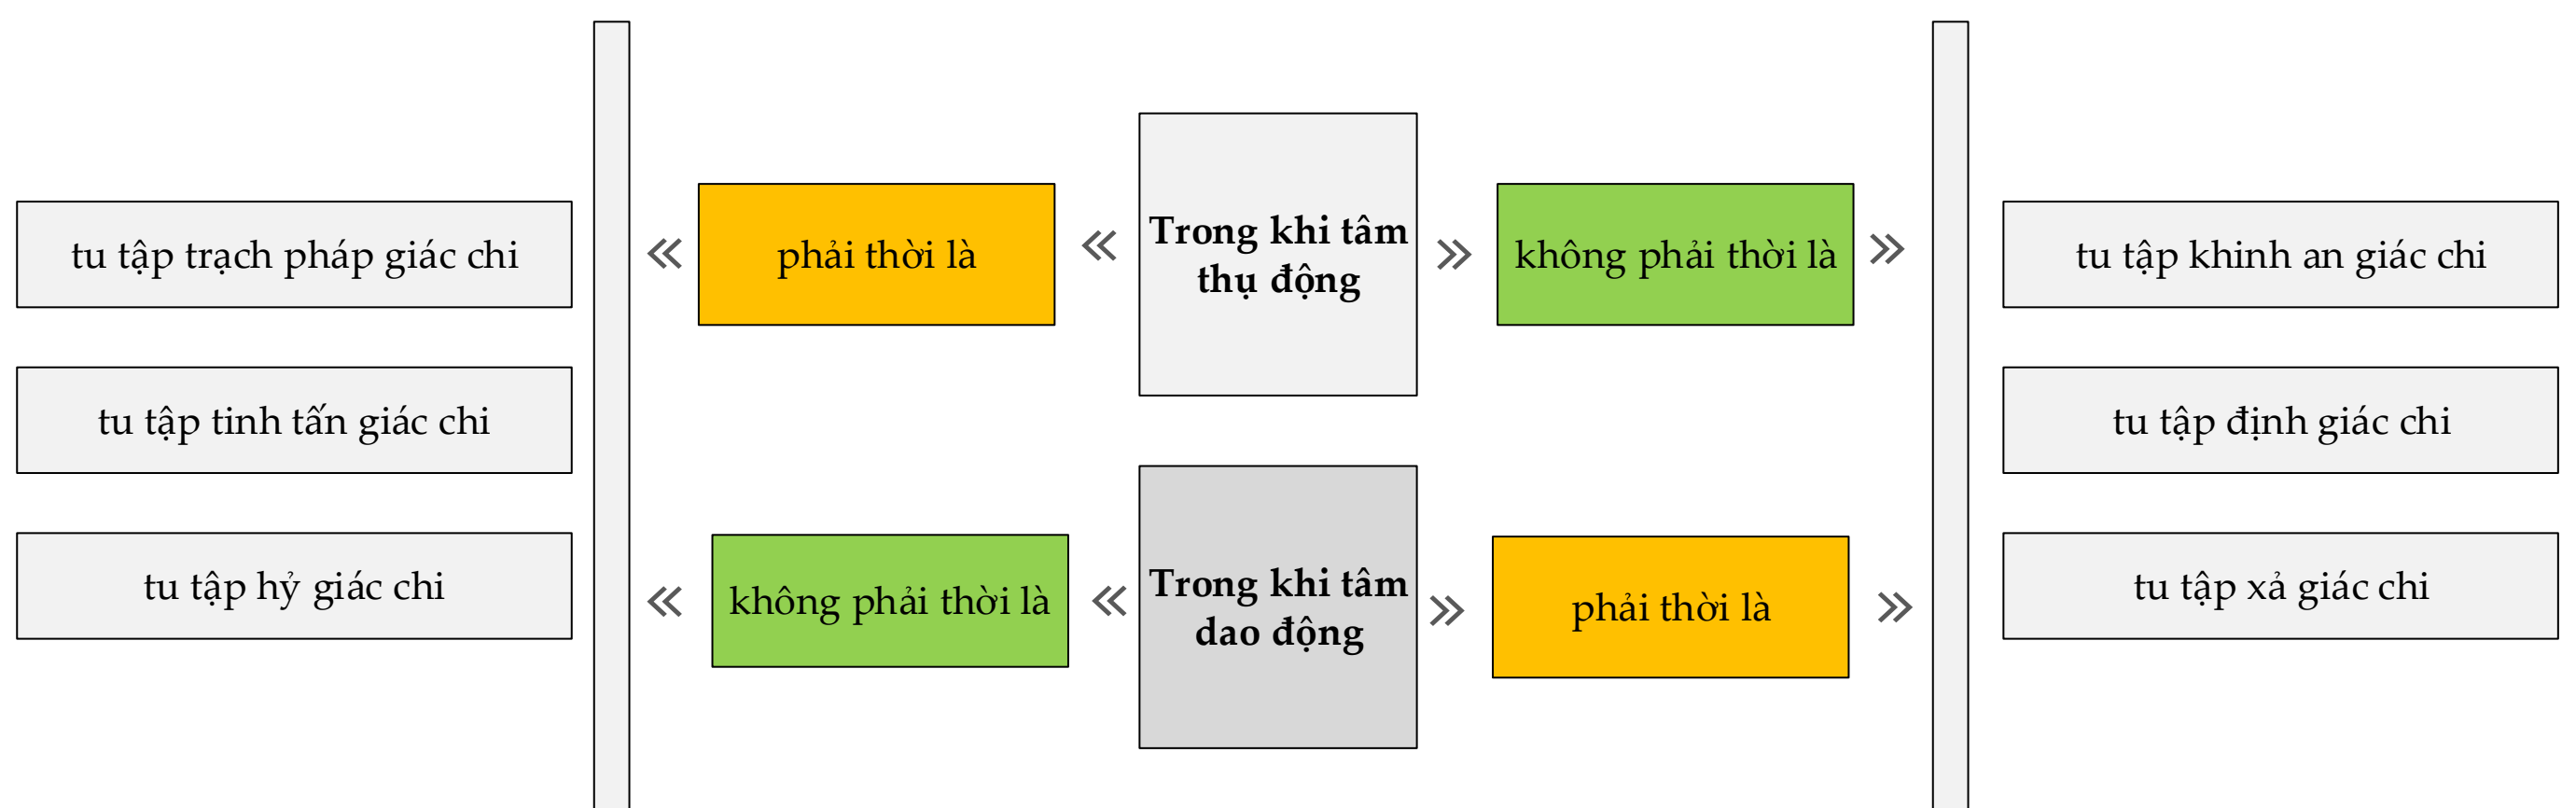 tu tập trạch pháp giác chi
tu tập tinh tấn giác chi
tu tập hỷ giác chi
phải thời là
không phải thời là
Trong khi tâm
thụ động
Trong khi tâm
dao động
không phải thời là
phải thời là
tu tập khinh an giác chi
tu tập định giác chi
tu tập xả giác chi